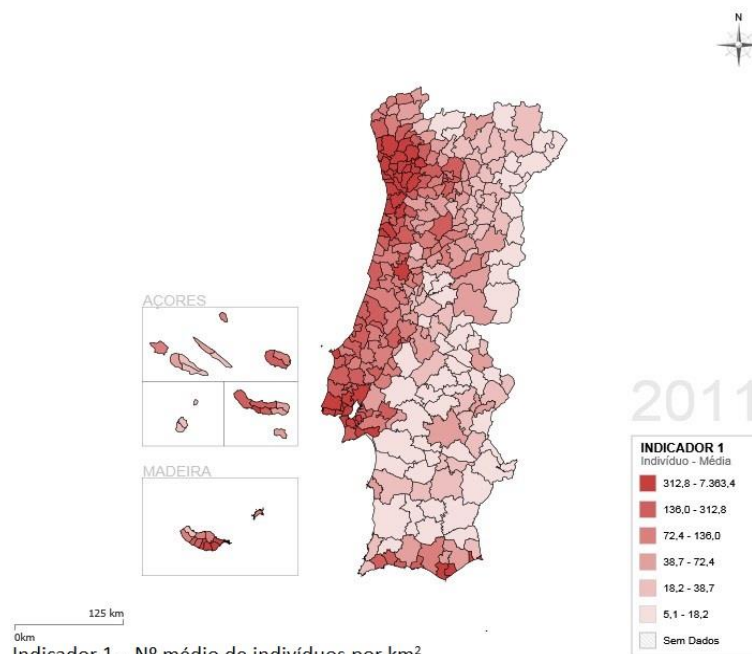 N
AÇORES
MADEIRA
2011
INDICADOR 1
Indivíduo - Média
312,8 - 7.363,4
136,0 - 312,8
72,4 - 136,0
38,7 - 72,4
18,2 - 38,7
5,1 - 18,2
Sem Dados
125 km
0km
Indicador 1 - Nº médio de indivíduos por km²